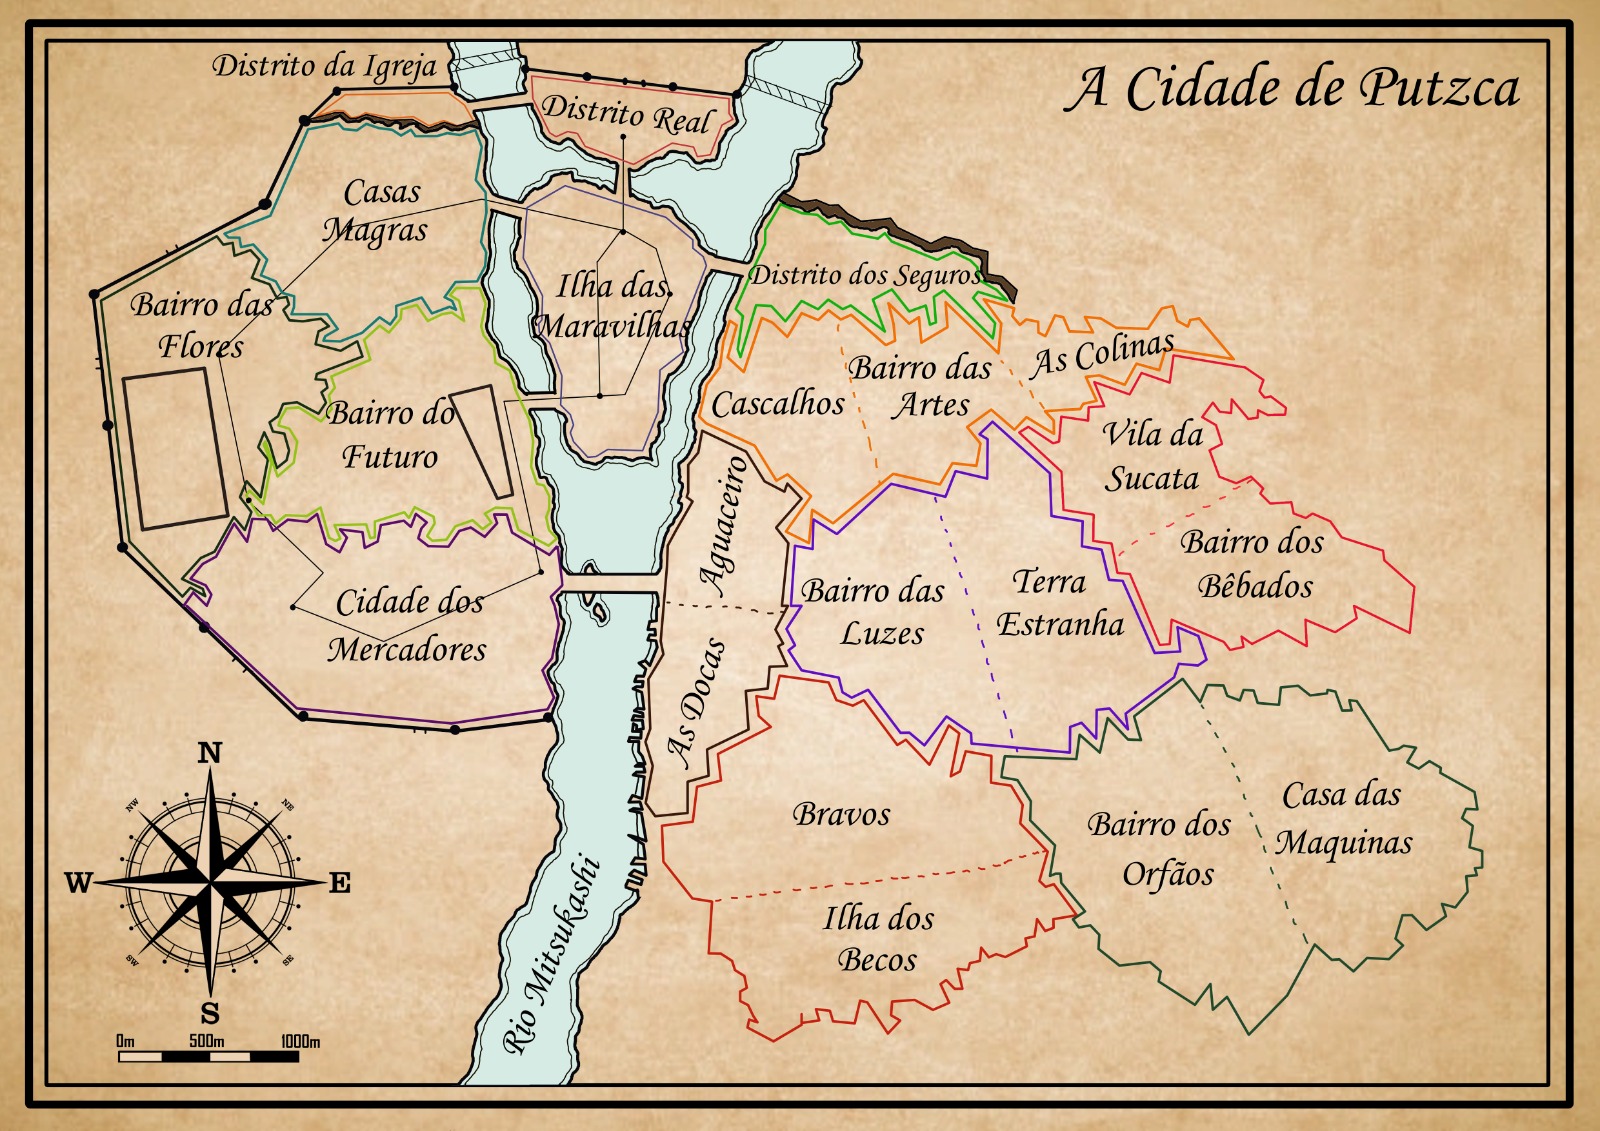 A Cidade de Putzca
Distrito da Igreja
Distrito Real
Casas
Magras
Ilha das
Maravilhas
Distrito dos Seguros
Bairro das
Flores
As Colinas
Cascalhos
Bairro das
Artes
Bairro do
Futuro
Vila da
Sucata
Aguaceiro
Bairro dos
Bêbados
Cidade dos
Mercadores
Bairro das
Luzes
Terra
Estranha
As Docas
Bravos
Bairro dos
Orfãos
Casa das
Maquinas
Ilha dos
Becos
Rio Mitsukashi
N
NW
NE
W
E
SW
SE
S
0m 500m 1000m